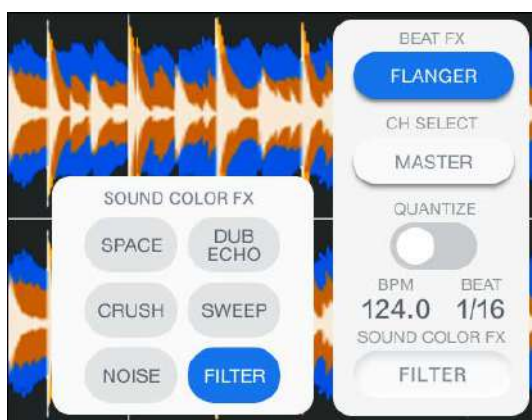 SOUND COLOR FX
SPACE
DUB
ECHO
CRUSH
SWEEP
NOISE
FILTER
BEAT FX
FLANGER
CH SELECT
MASTER
QUANTIZE
BPM BEAT
124.0 1/16
SOUND COLOR FX
FILTER